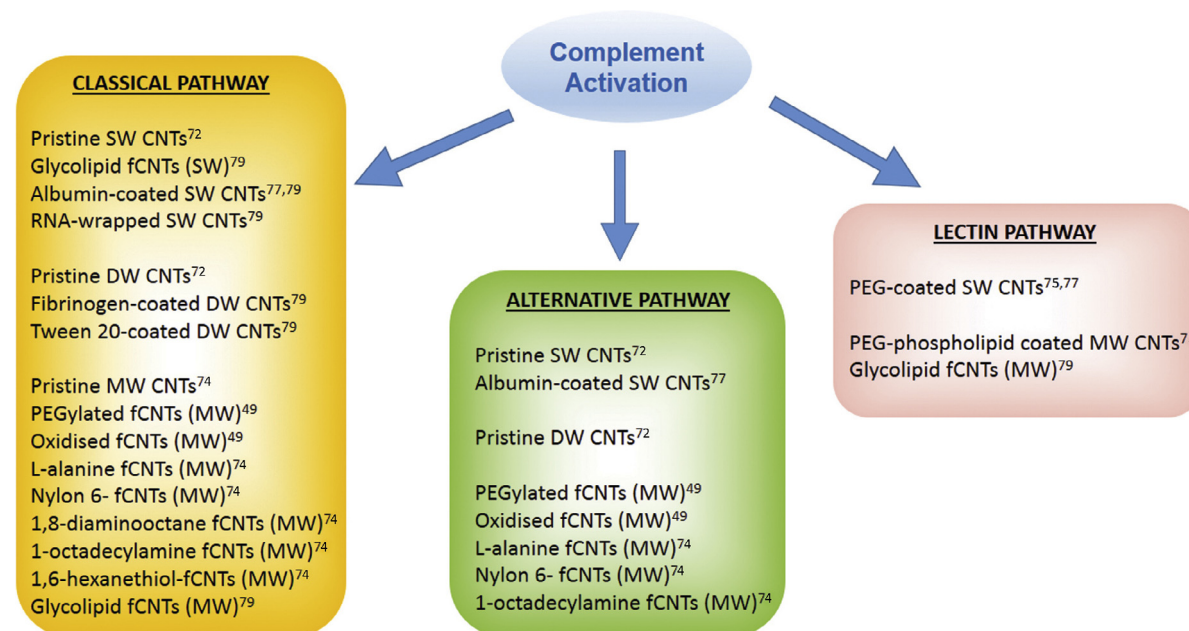 Complement
Activation
CLASSICAL PATHWAY
Pristine SW CNTs⁷²
Glycolipid fCNTs (SW)⁷⁹
Albumin-coated SW CNTs⁷⁷,⁷⁹
RNA-wrapped SW CNTs⁷⁹
Pristine DW CNTs⁷²
Fibrinogen-coated DW CNTs⁷⁹
Tween 20-coated DW CNTs⁷⁹
Pristine MW CNTs⁷⁴
PEGylated fCNTs (MW)⁴⁹
Oxidised fCNTs (MW)⁴⁹
L-alanine fCNTs (MW)⁷⁴
Nylon 6- fCNTs (MW)⁷⁴
1,8-diaminooctane fCNTs (MW)⁷⁴
1-octadecylamine fCNTs (MW)⁷⁴
1,6-hexanethiol-fCNTs (MW)⁷⁴
Glycolipid fCNTs (MW)⁷⁹
ALTERNATIVE PATHWAY
Pristine SW CNTs⁷²
Albumin-coated SW CNTs⁷⁷
Pristine DW CNTs⁷²
PEGylated fCNTs (MW)⁴⁹
Oxidised fCNTs (MW)⁴⁹
L-alanine fCNTs (MW)⁷⁴
Nylon 6- fCNTs (MW)⁷⁴
1-octadecylamine fCNTs (MW)⁷⁴
LECTIN PATHWAY
PEG-coated SW CNTs⁷⁵,⁷⁷
PEG-phospholipid coated MW CNTs⁷
Glycolipid fCNTs (MW)⁷⁹